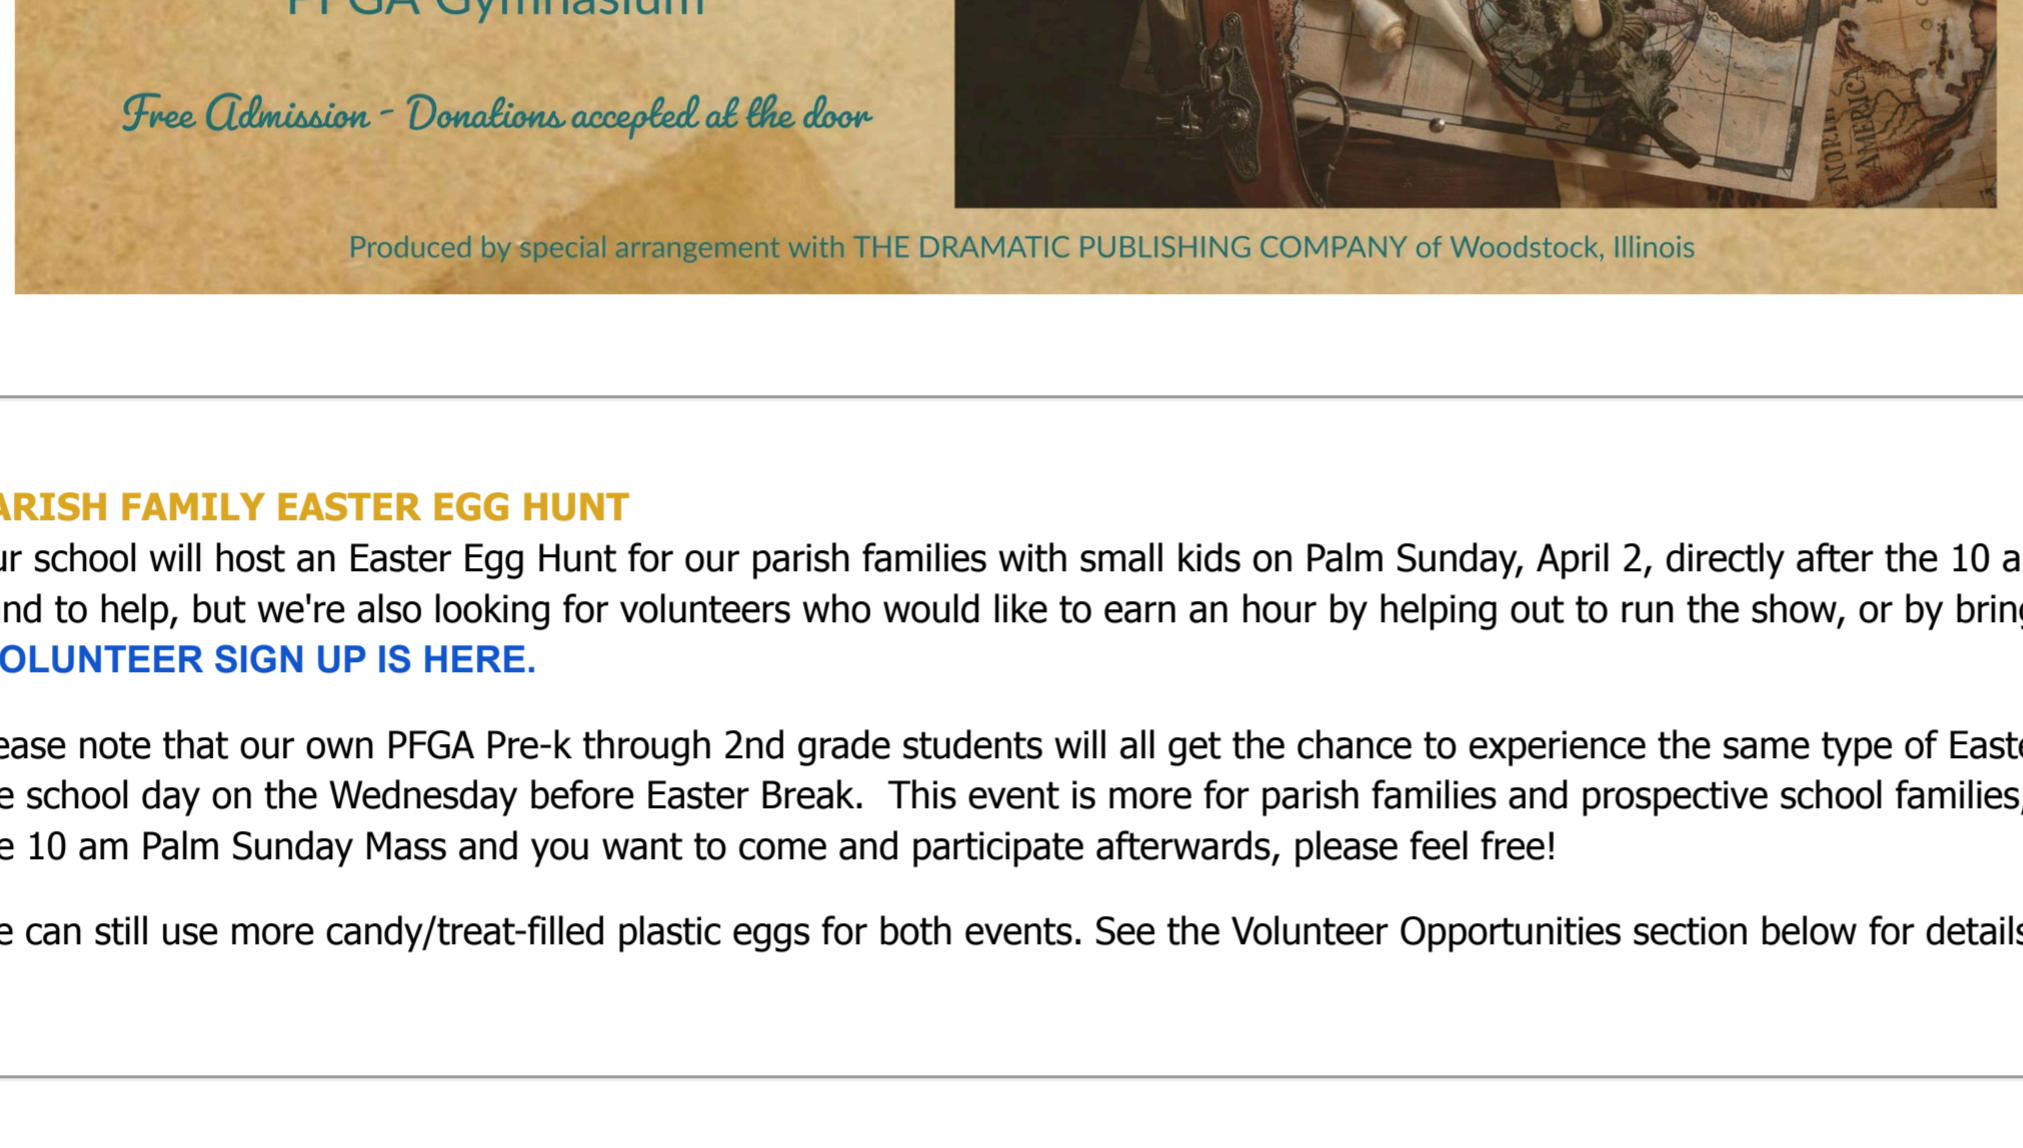 PFGA Gymnasium
Free Admission - Donations accepted at the door
NORTH
AMERICA
Produced by special arrangement with THE DRAMATIC PUBLISHING COMPANY of Woodstock, Illinois
ARISH FAMILY EASTER EGG HUNT
ur school will host an Easter Egg Hunt for our parish families with small kids on Palm Sunday, April 2, directly after the 10 a
nd to help, but we're also looking for volunteers who would like to earn an hour by helping out to run the show, or by bring
OLUNTEER SIGN UP IS HERE.
ease note that our own PFGA Pre-k through 2nd grade students will all get the chance to experience the same type of Easte
e school day on the Wednesday before Easter Break.  This event is more for parish families and prospective school families,
e 10 am Palm Sunday Mass and you want to come and participate afterwards, please feel free!
e can still use more candy/treat-filled plastic eggs for both events. See the Volunteer Opportunities section below for details